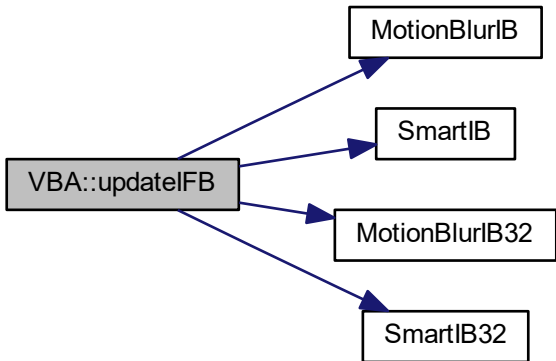 MotionBlurIB
SmartIB
VBA::updateIFB
MotionBlurIB32
SmartIB32